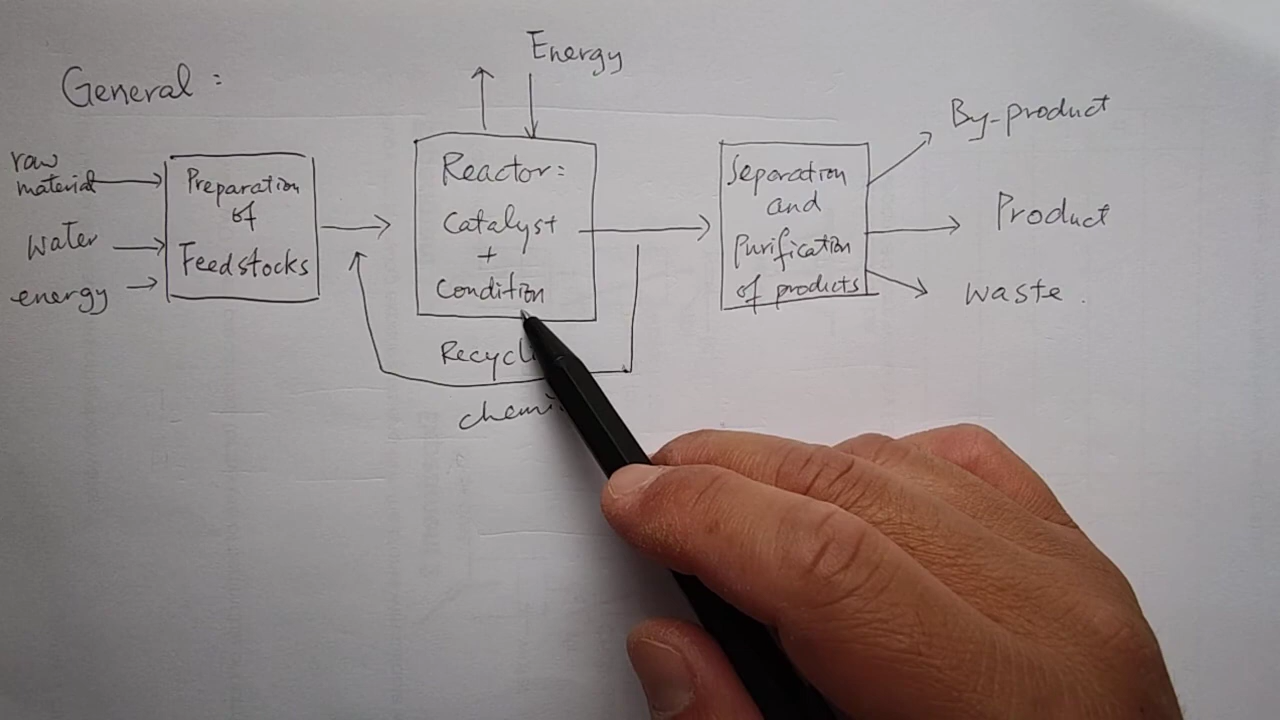 General :
Energy
raw
material
Water
energy
Preparation
of
Feedstocks
Reactor:
Catalyst
+
Condition
Separation
and
Purification
of products
By-product
Product
waste.